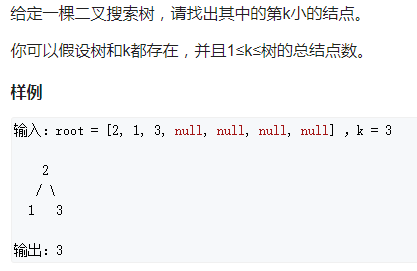 给定一棵二叉搜索树，请找出其中的第k小的结点。
你可以假设树和k都存在，并且1≤k≤树的总结点数。
样例
输入：root = [2, 1, 3, null, null, null, null] ，k = 3
2
/ \
1 3
输出：3